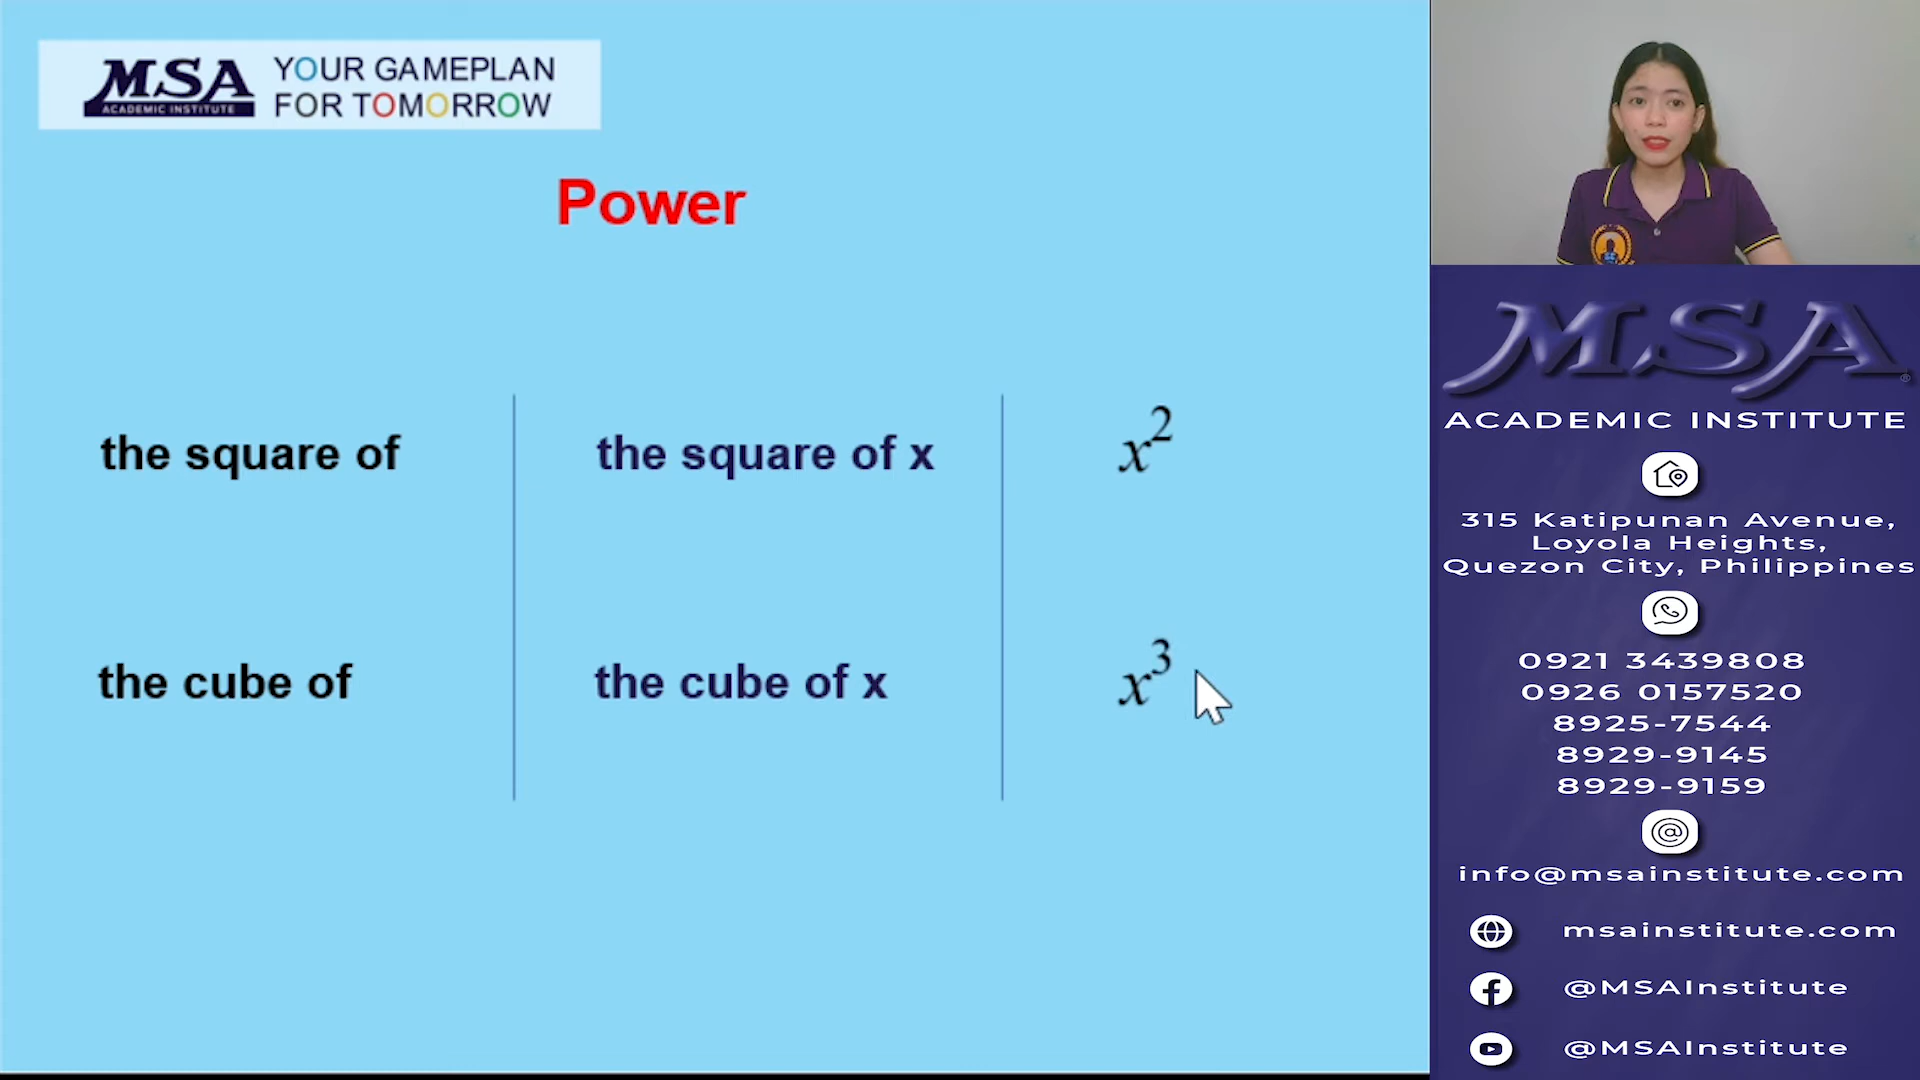 MSA
ACADEMIC INSTITUTE
YOUR GAMEPLAN
FOR TOMORROW
Power
the square of
the square of x
x²
the cube of
the cube of x
x³
MSA®
ACADEMIC INSTITUTE
315 Katipunan Avenue,
Loyola Heights,
Quezon City, Philippines
0921 3439808
0926 0157520
8925-7544
8929-9145
8929-9159
info@msainstitute.com
msainstitute.com
@MSAInstitute
@MSAInstitute